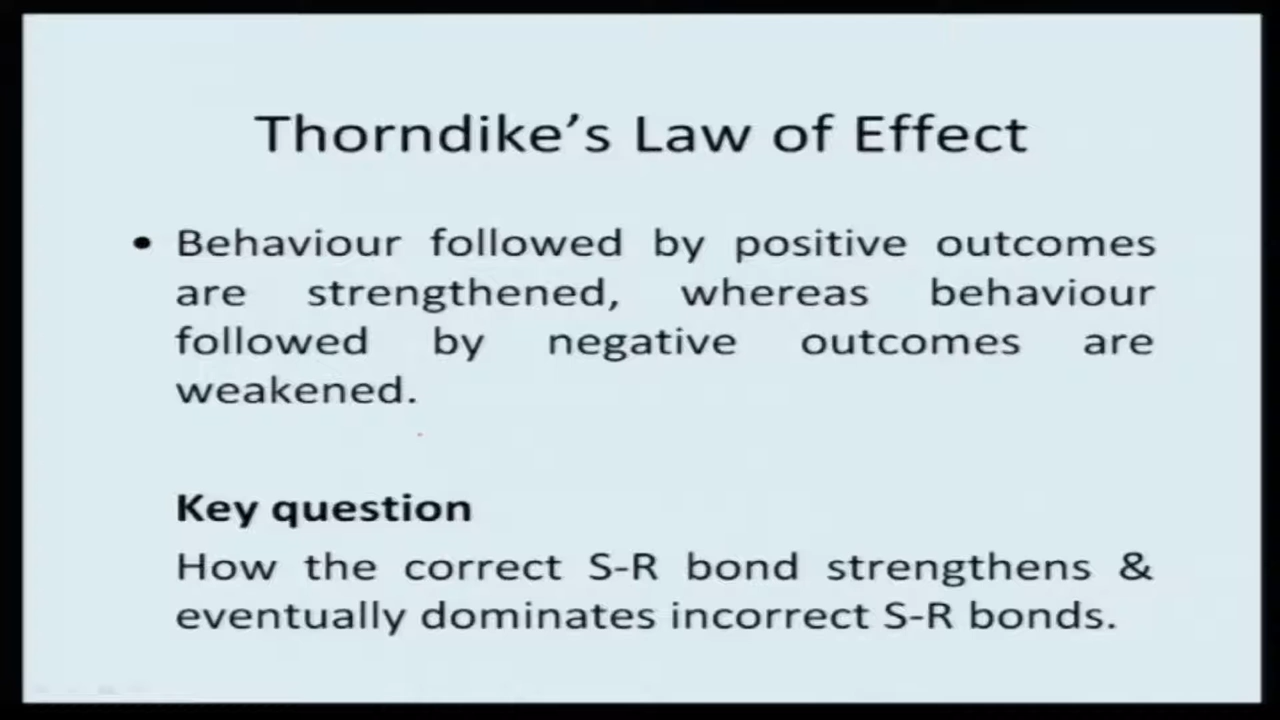 Thorndike’s Law of Effect
• Behaviour followed by positive outcomes
are strengthened, whereas behaviour
followed by negative outcomes are
weakened.
Key question
How the correct S-R bond strengthens &
eventually dominates incorrect S-R bonds.